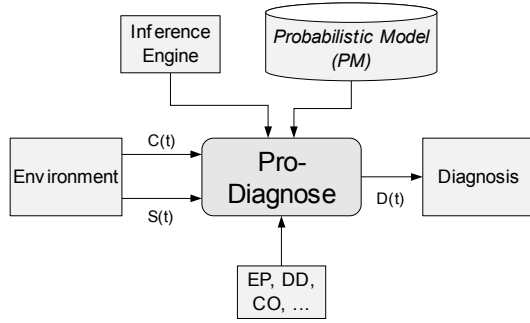 Inference
Engine
Probabilistic Model
(PM)
Environment
C(t)
S(t)
Pro-
Diagnose
D(t)
Diagnosis
EP, DD,
CO, …